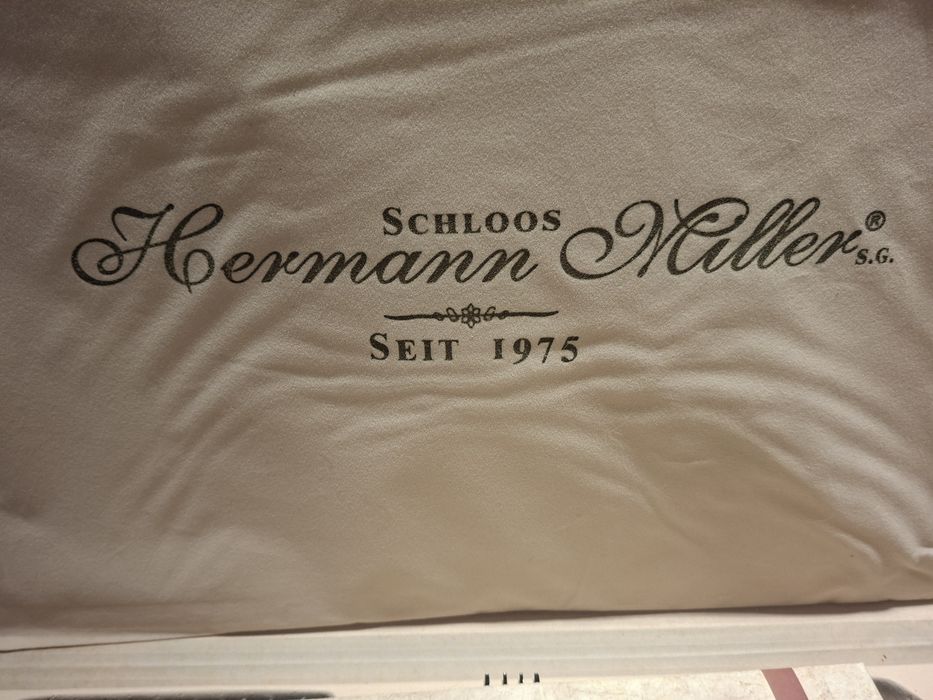 SCHLOOS
Hermann Miller®
S.G.
SEIT 1975